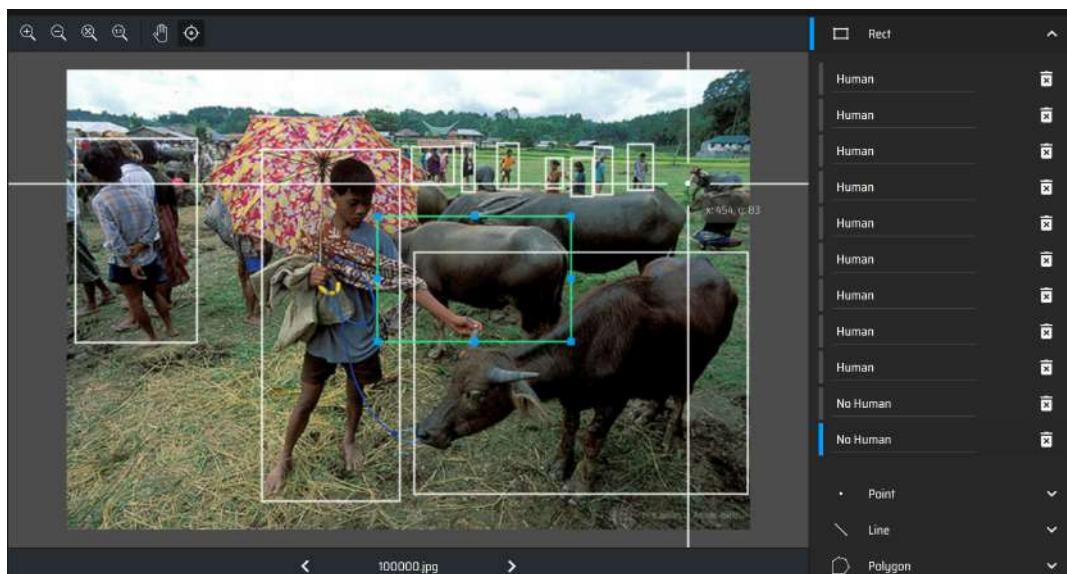 Rect
Human
Human
Human
Human
Human
Human
Human
Human
Human
No Human
No Human
x: 454, y: 83
Point
Line
Polygon
100000.jpg